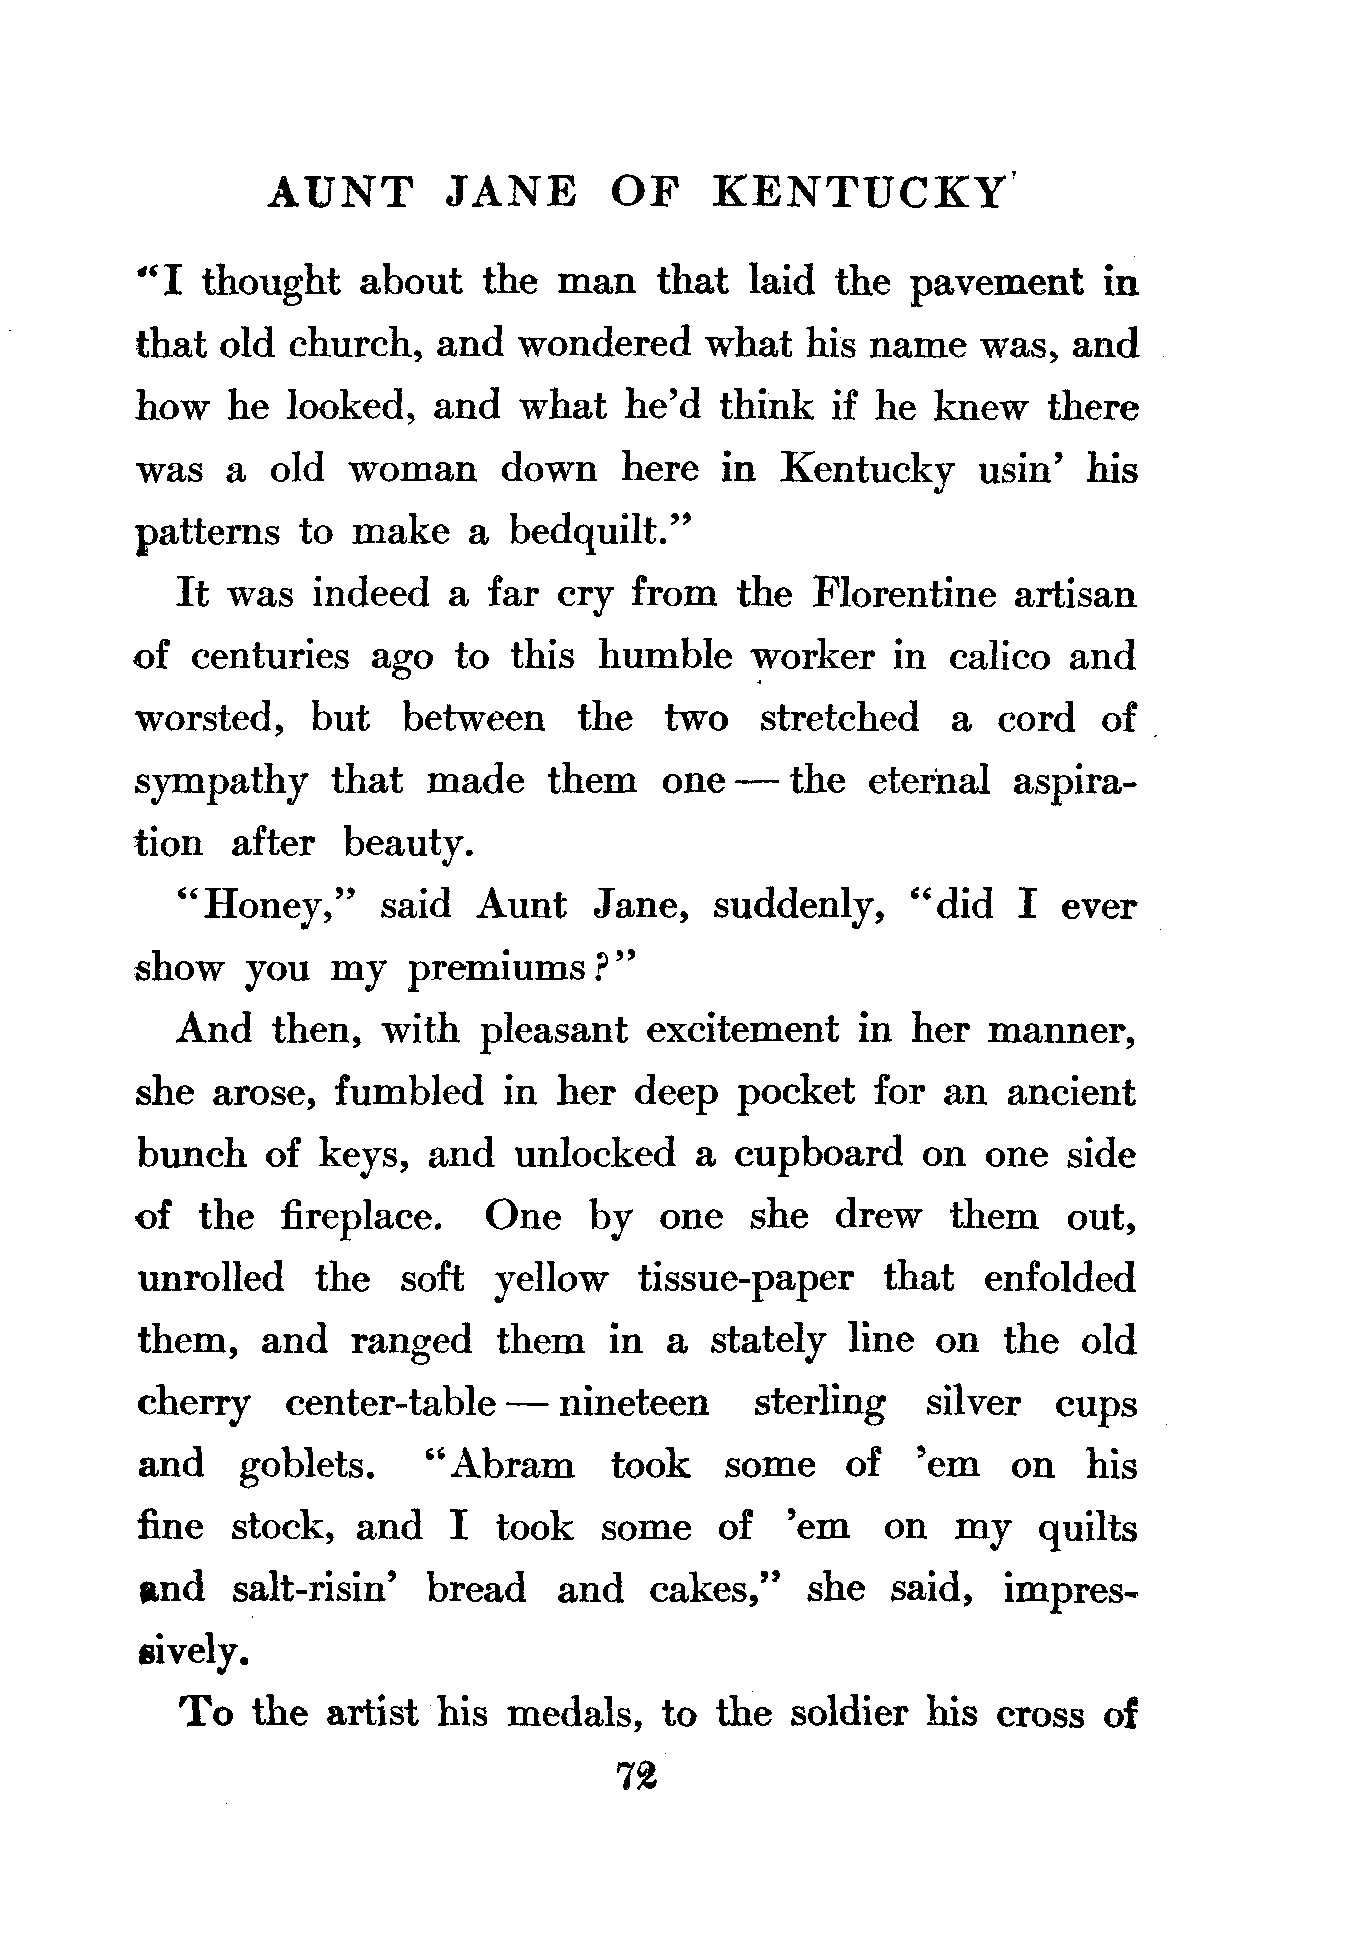 AUNT JANE OF KENTUCKY
"I thought about the man that laid the pavement in
that old church, and wondered what his name was, and
how he looked, and what he'd think if he knew there
was a old woman down here in Kentucky usin' his
patterns to make a bedquilt."
It was indeed a far cry from the Florentine artisan
of centuries ago to this humble worker in calico and
worsted, but between the two stretched a cord of
sympathy that made them one — the eternal aspira-
tion after beauty.
"Honey," said Aunt Jane, suddenly, "did I ever
show you my premiums?"
And then, with pleasant excitement in her manner,
she arose, fumbled in her deep pocket for an ancient
bunch of keys, and unlocked a cupboard on one side
of the fireplace. One by one she drew them out,
unrolled the soft yellow tissue-paper that enfolded
them, and ranged them in a stately line on the old
cherry center-table — nineteen sterling silver cups
and goblets. "Abram took some of 'em on his
fine stock, and I took some of 'em on my quilts
and salt-risin' bread and cakes," she said, impres-
sively.
To the artist his medals, to the soldier his cross of
72